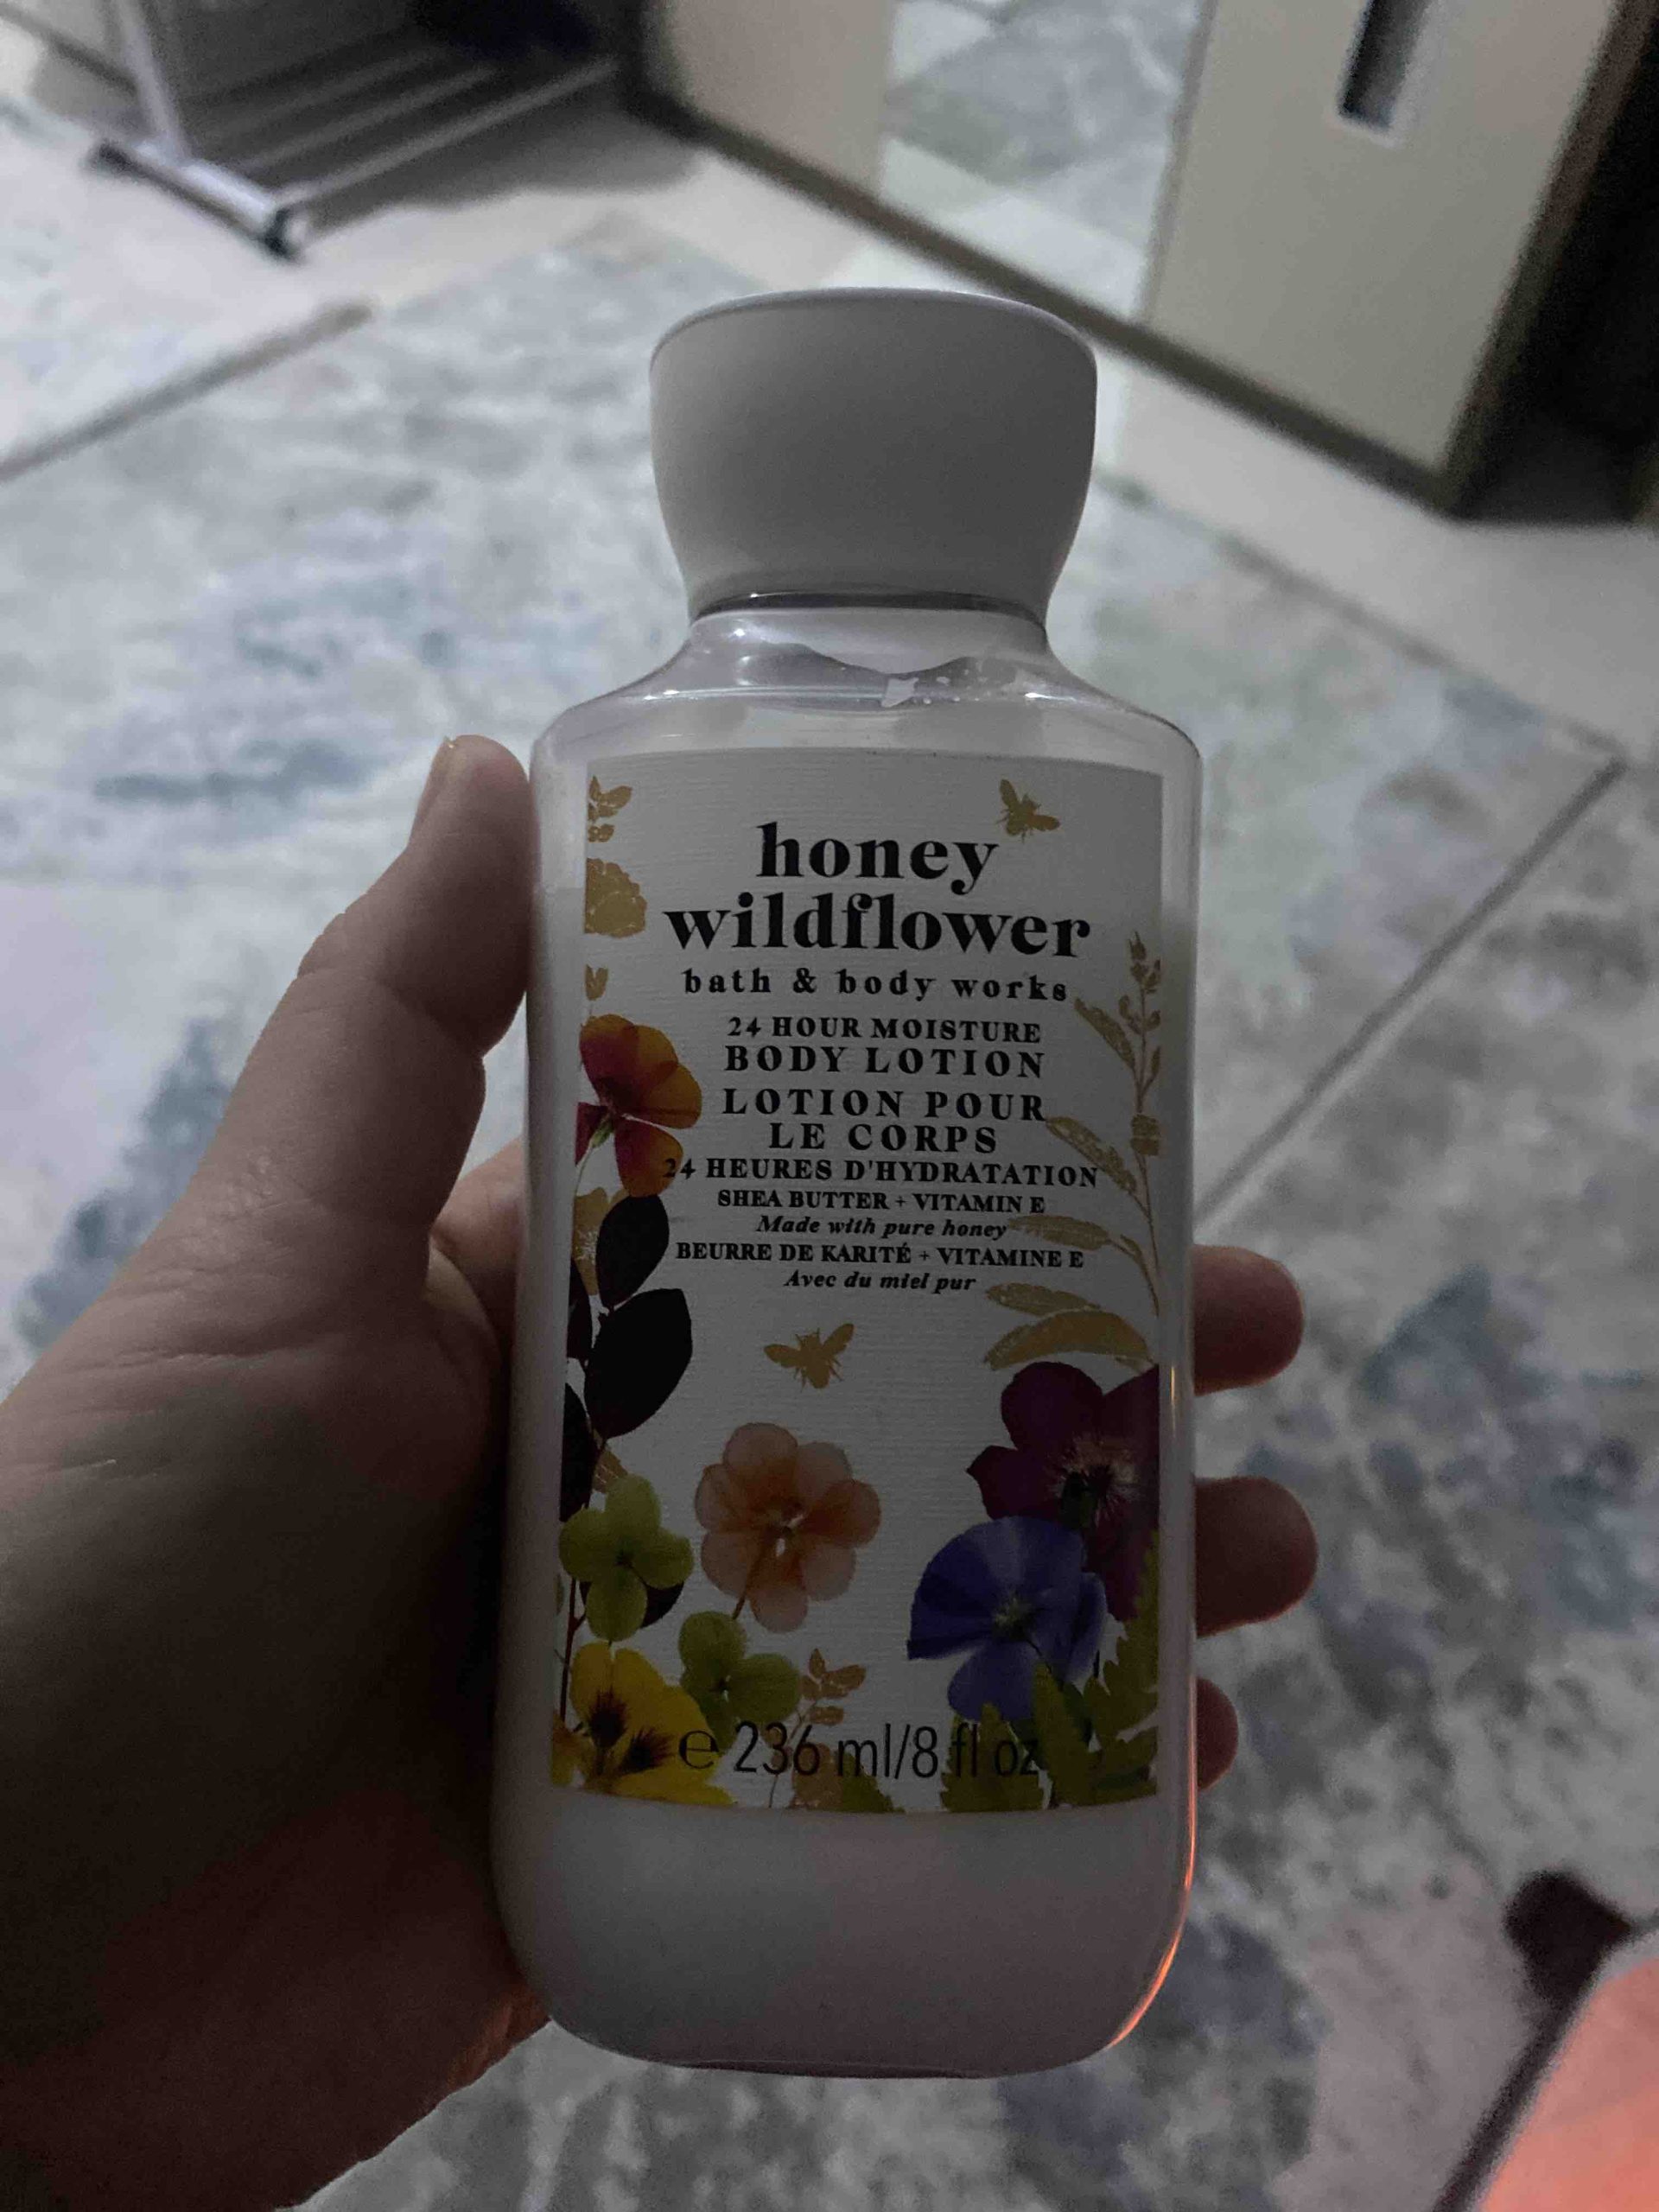 honey
wildflower
bath & body works
24 HOUR MOISTURE
BODY LOTION
LOTION POUR
LE CORPS
24 HEURES D'HYDRATATION
SHEA BUTTER + VITAMIN E
Made with pure honey
BEURRE DE KARITÉ + VITAMINE E
Avec du miel pur
℮ 236 ml/8 fl oz